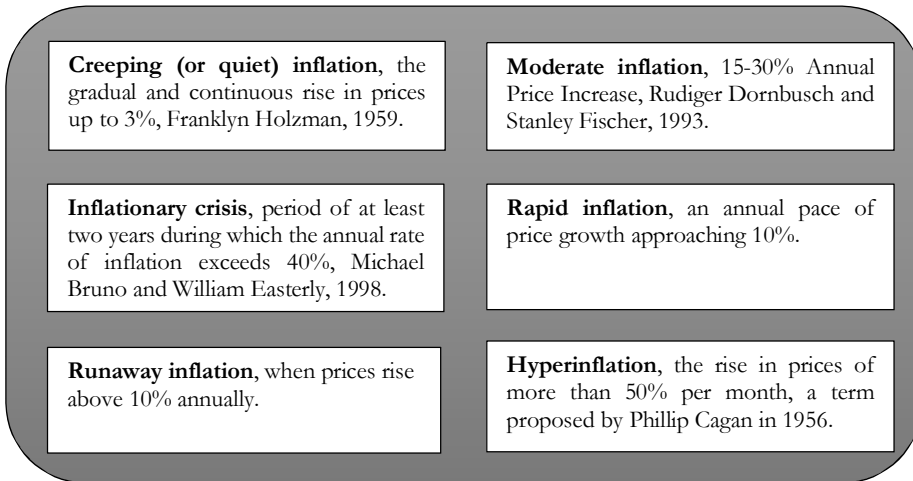 Creeping (or quiet) inflation, the
gradual and continuous rise in prices
up to 3%, Franklyn Holzman, 1959.
Moderate inflation, 15-30% Annual
Price Increase, Rudiger Dornbusch and
Stanley Fischer, 1993.
Inflationary crisis, period of at least
two years during which the annual rate
of inflation exceeds 40%, Michael
Bruno and William Easterly, 1998.
Rapid inflation, an annual pace of
price growth approaching 10%.
Runaway inflation, when prices rise
above 10% annually.
Hyperinflation, the rise in prices of
more than 50% per month, a term
proposed by Phillip Cagan in 1956.